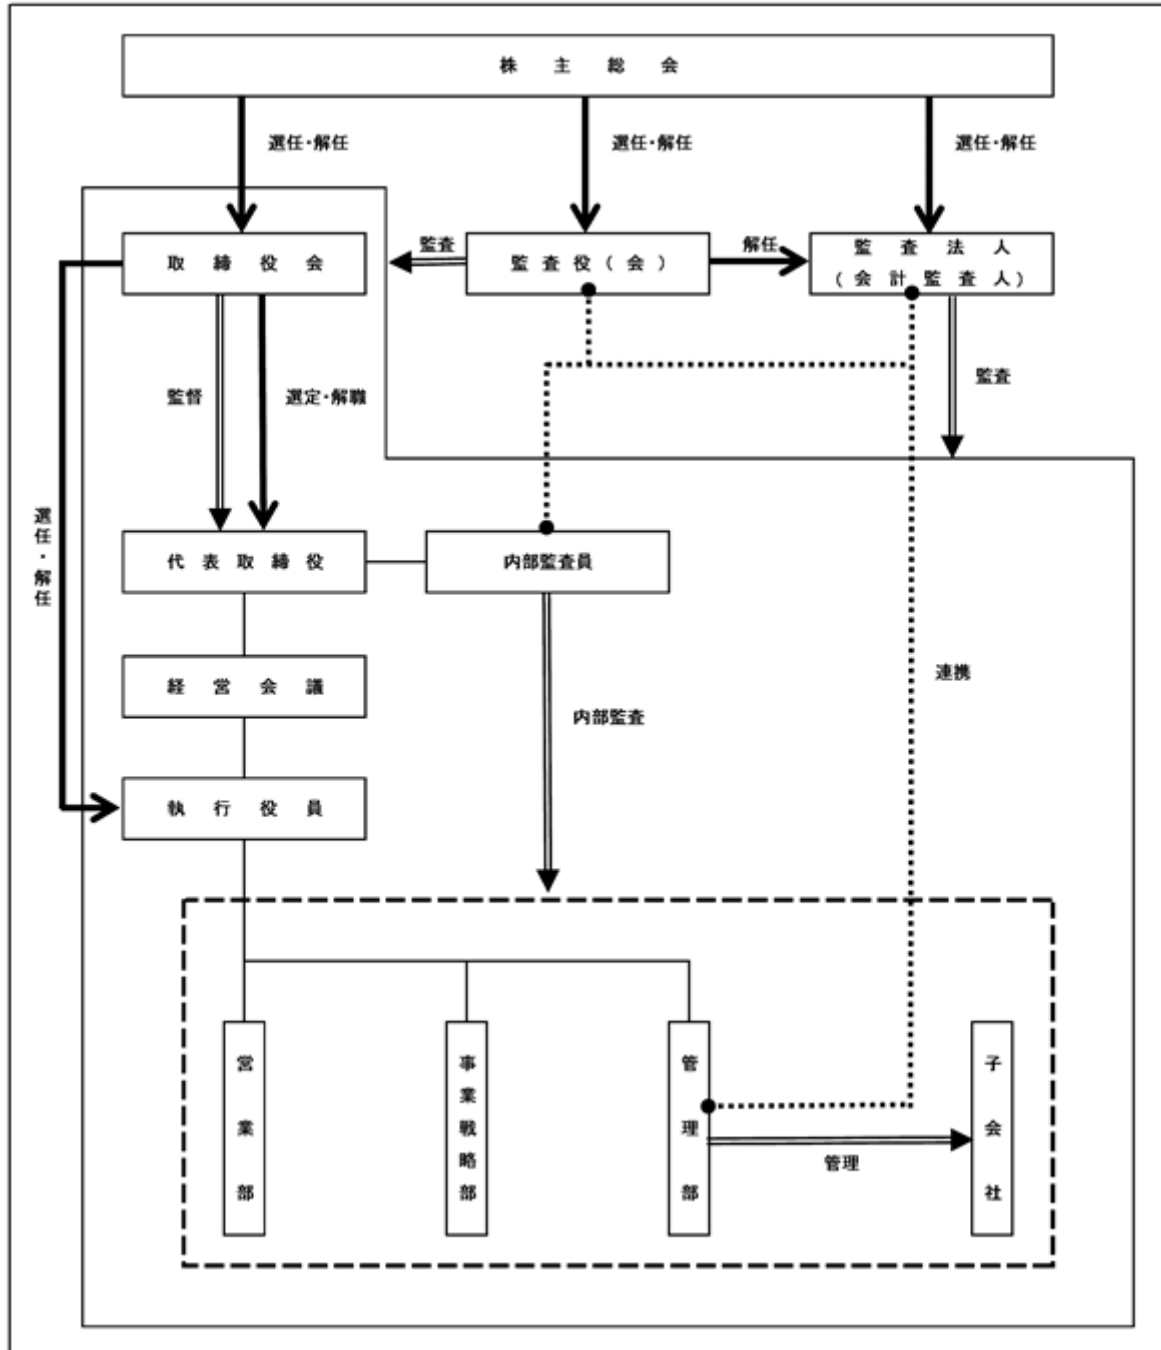 株主総会
選任・解任
選任・解任
選任・解任
取締役会
監査
監査役(会)
解任
監査法人
(会計監査人)
監督
選定・解職
監査
選任・解任
代表取締役
内部監査員
経営会議
内部監査
連携
執行役員
営業部
事業戦略部
管理部
管理
子会社